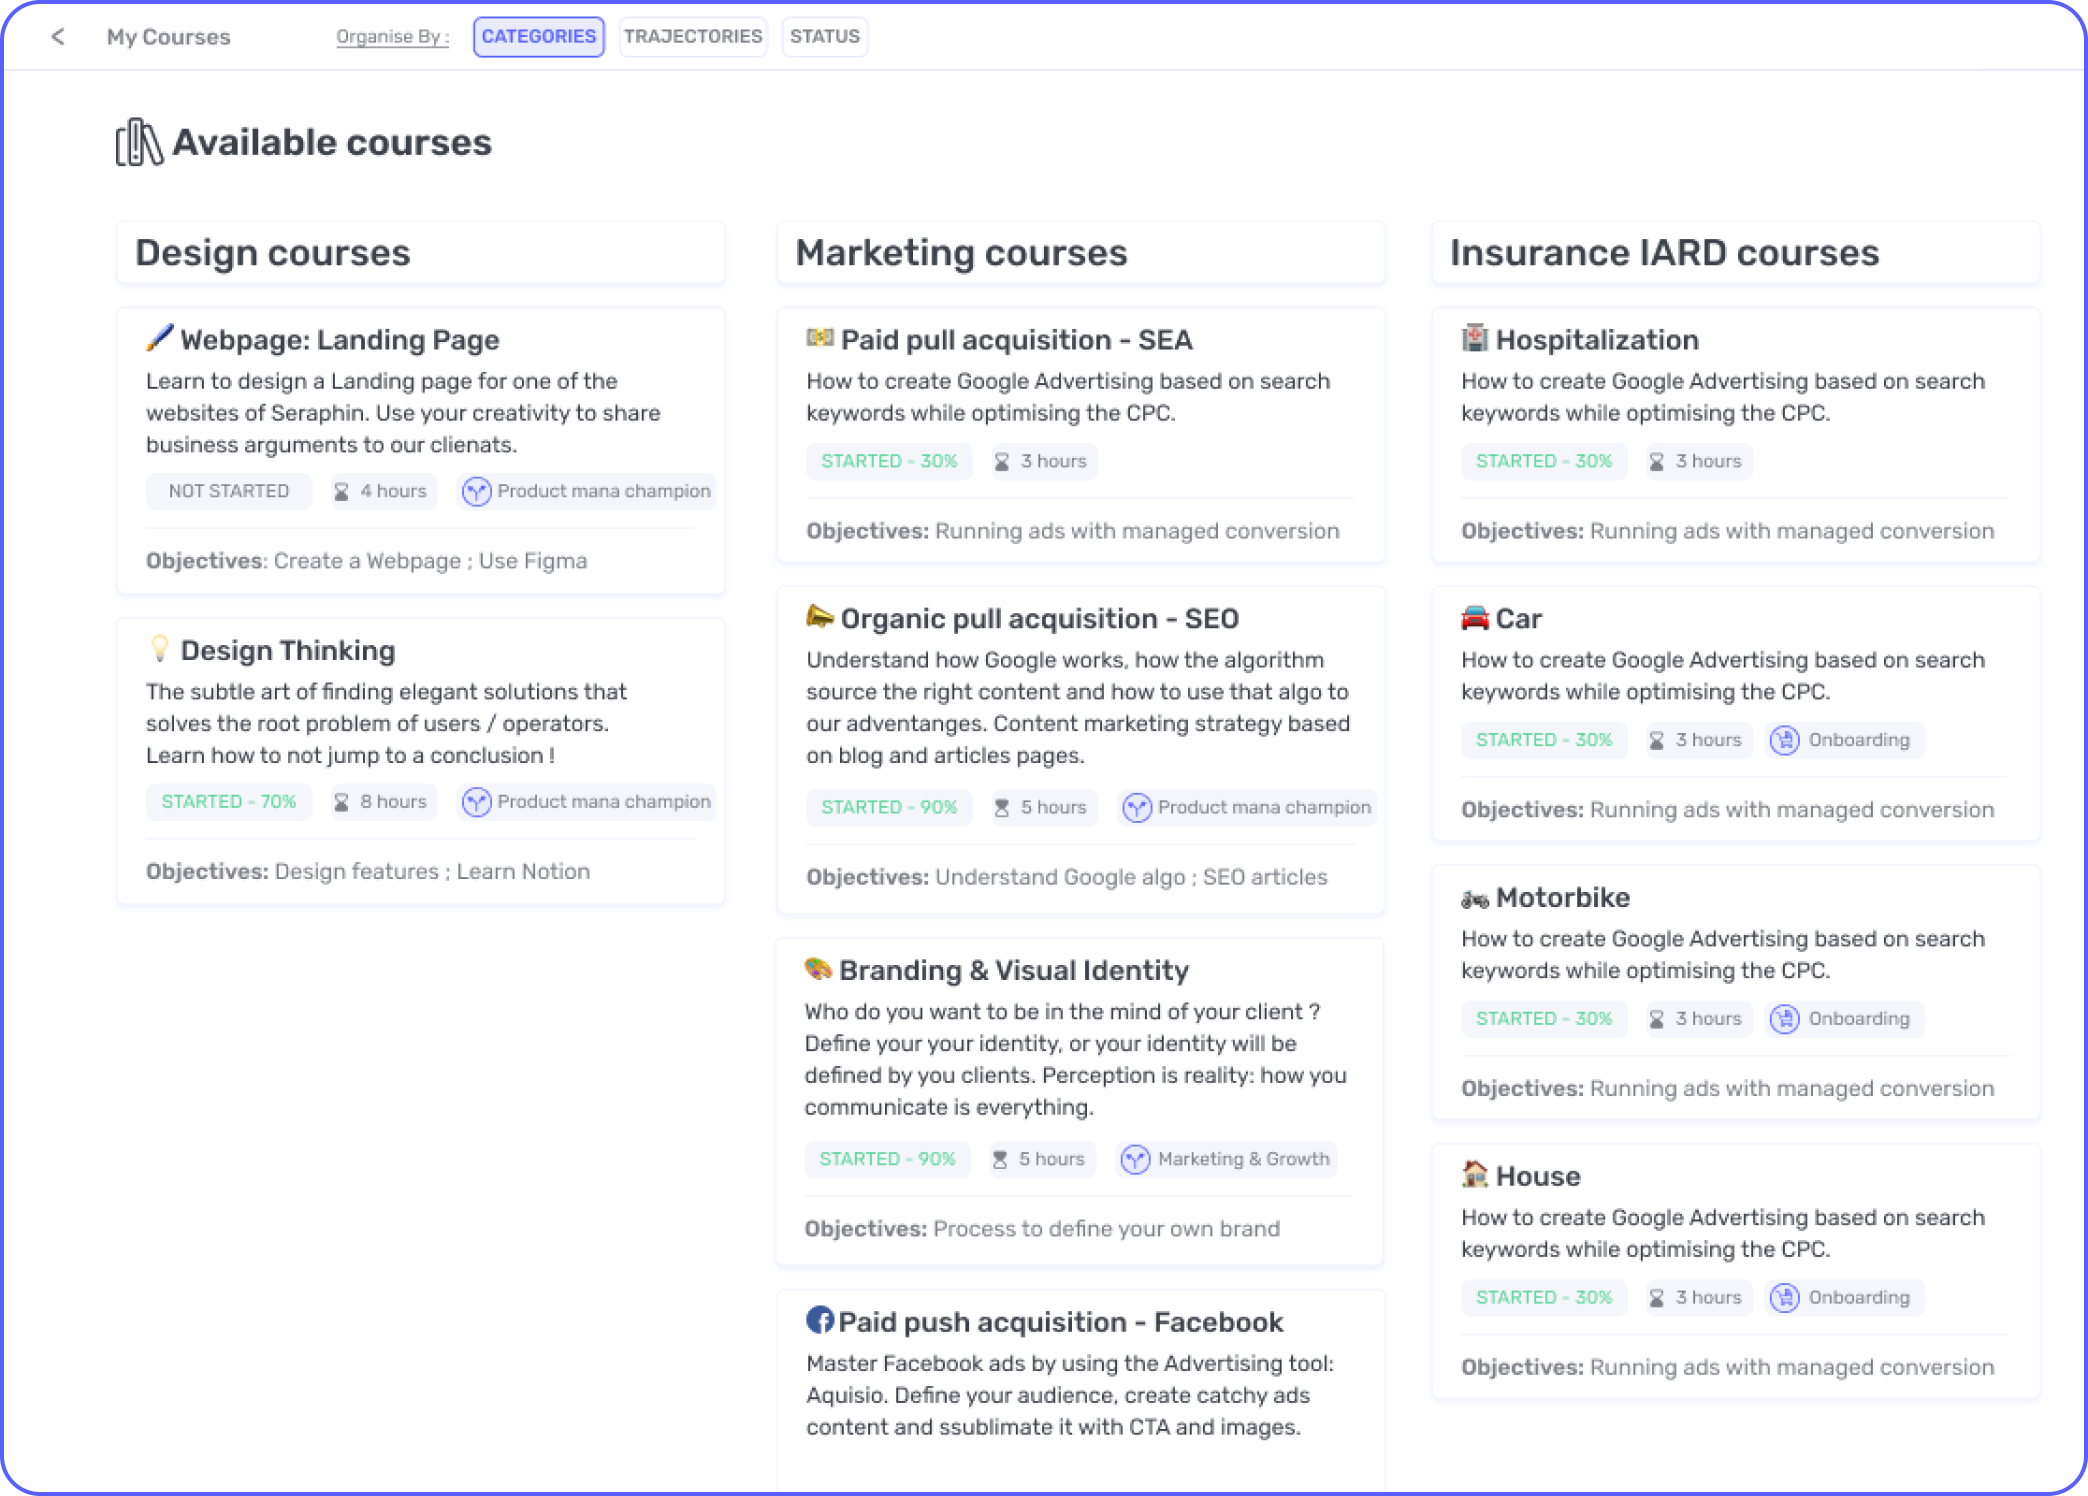 < My Courses Organise By : CATEGORIES TRAJECTORIES STATUS
Available courses
Design courses
Webpage: Landing Page
Learn to design a Landing page for one of the
websites of Seraphin. Use your creativity to share
business arguments to our clienats.
NOT STARTED 4 hours Product mana champion
Objectives: Create a Webpage ; Use Figma
Design Thinking
The subtle art of finding elegant solutions that
solves the root problem of users / operators.
Learn how to not jump to a conclusion !
STARTED - 70% 8 hours Product mana champion
Objectives: Design features ; Learn Notion
Marketing courses
Paid pull acquisition - SEA
How to create Google Advertising based on search
keywords while optimising the CPC.
STARTED - 30% 3 hours
Objectives: Running ads with managed conversion
Organic pull acquisition - SEO
Understand how Google works, how the algorithm
source the right content and how to use that algo to
our adventanges. Content marketing strategy based
on blog and articles pages.
STARTED - 90% 5 hours Product mana champion
Objectives: Understand Google algo ; SEO articles
Branding & Visual Identity
Who do you want to be in the mind of your client ?
Define your your identity, or your identity will be
defined by you clients. Perception is reality: how you
communicate is everything.
STARTED - 90% 5 hours Marketing & Growth
Objectives: Process to define your own brand
Paid push acquisition - Facebook
Master Facebook ads by using the Advertising tool:
Aquisio. Define your audience, create catchy ads
content and ssublimate it with CTA and images.
Insurance IARD courses
Hospitalization
How to create Google Advertising based on search
keywords while optimising the CPC.
STARTED - 30% 3 hours
Objectives: Running ads with managed conversion
Car
How to create Google Advertising based on search
keywords while optimising the CPC.
STARTED - 30% 3 hours Onboarding
Objectives: Running ads with managed conversion
Motorbike
How to create Google Advertising based on search
keywords while optimising the CPC.
STARTED - 30% 3 hours Onboarding
Objectives: Running ads with managed conversion
House
How to create Google Advertising based on search
keywords while optimising the CPC.
STARTED - 30% 3 hours Onboarding
Objectives: Running ads with managed conversion